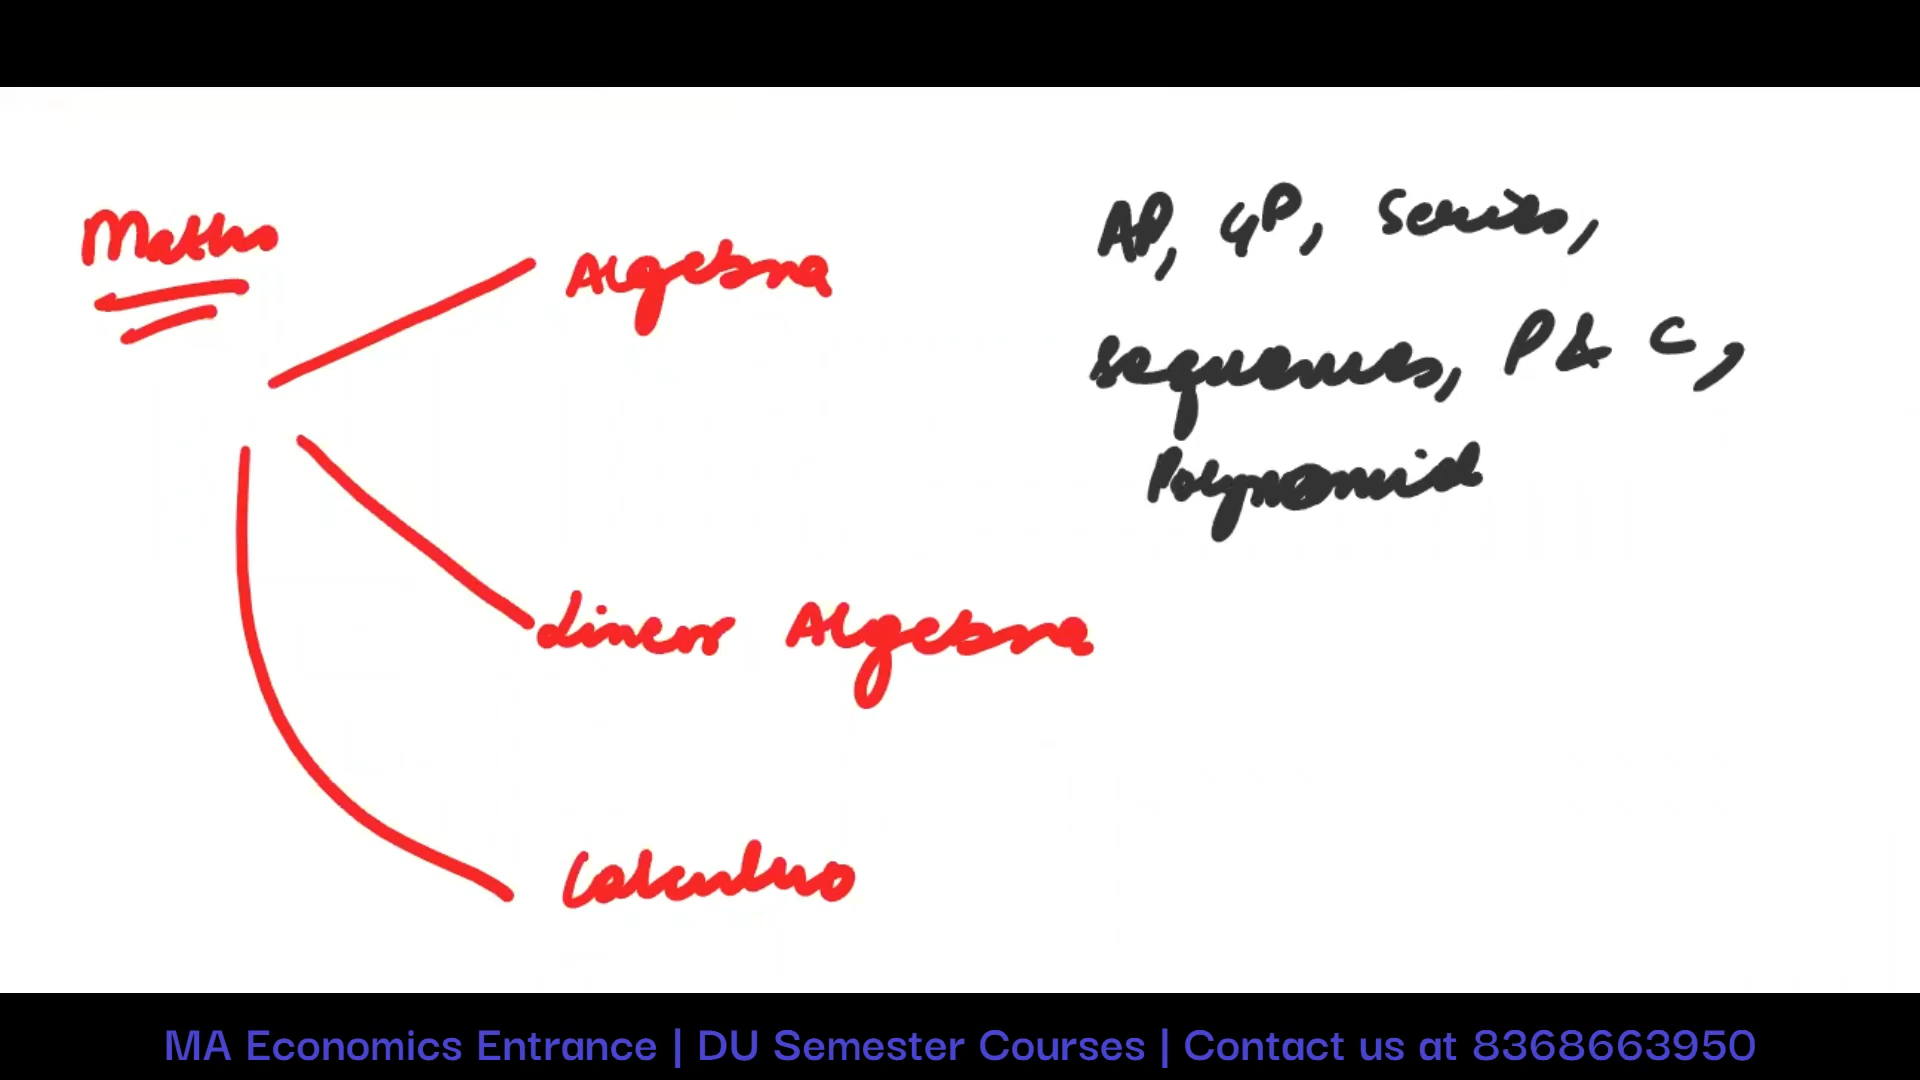 Maths
Algebra
AP, GP, Series,
sequences, P & C,
Polynomial
Linear Algebra
Calculus
MA Economics Entrance | DU Semester Courses | Contact us at 8368663950